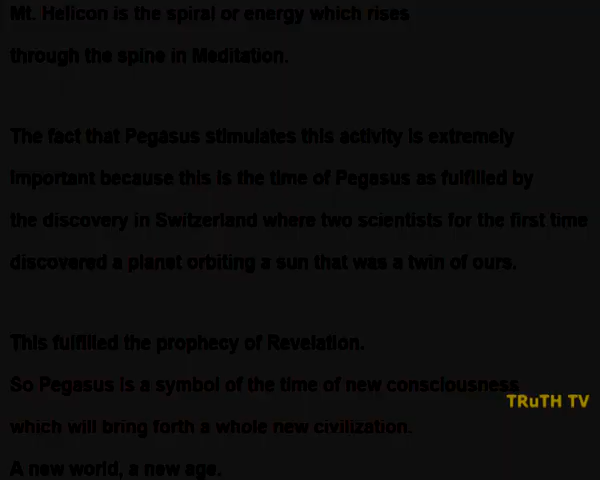 Mt. Helicon is the spiral or energy which rises
through the spine in Meditation.
The fact that Pegasus stimulates this activity is extremely
important because this is the time of Pegasus as fulfilled by
the discovery in Switzerland where two scientists for the first time
discovered a planet orbiting a sun that was a twin of ours.
This fulfilled the prophecy of Revelation.
So Pegasus is a symbol of the time of new consciousness
TRuTH TV
which will bring forth a whole new civilization.
A new world, a new age.